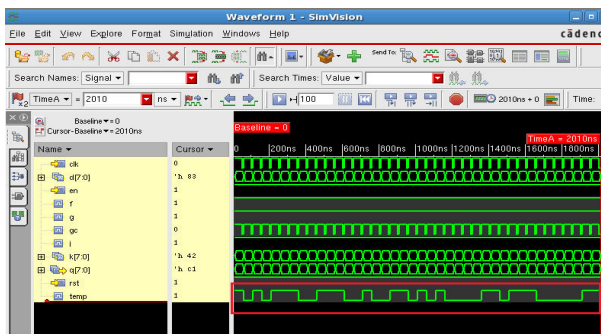 Waveform 1 - SimVision
File Edit View Explore Format Simulation Windows Help
cādenc
Send To:
Search Names: Signal Search Times: Value
TimeA = 2010 ns 100 2010ns + 0 Time:
Baseline = 0
Cursor-Baseline = 2010ns
Baseline = 0
TimeA = 2010ns
Name Cursor 0 200ns 400ns 600ns 800ns 1000ns 1200ns 1400ns 1600ns 1800ns
clk 0
d[7:0] 'h 83
en 1
f 1
g 1
gc 0
k[7:0] 'h 42
q[7:0] 'h c1
rst
temp 1